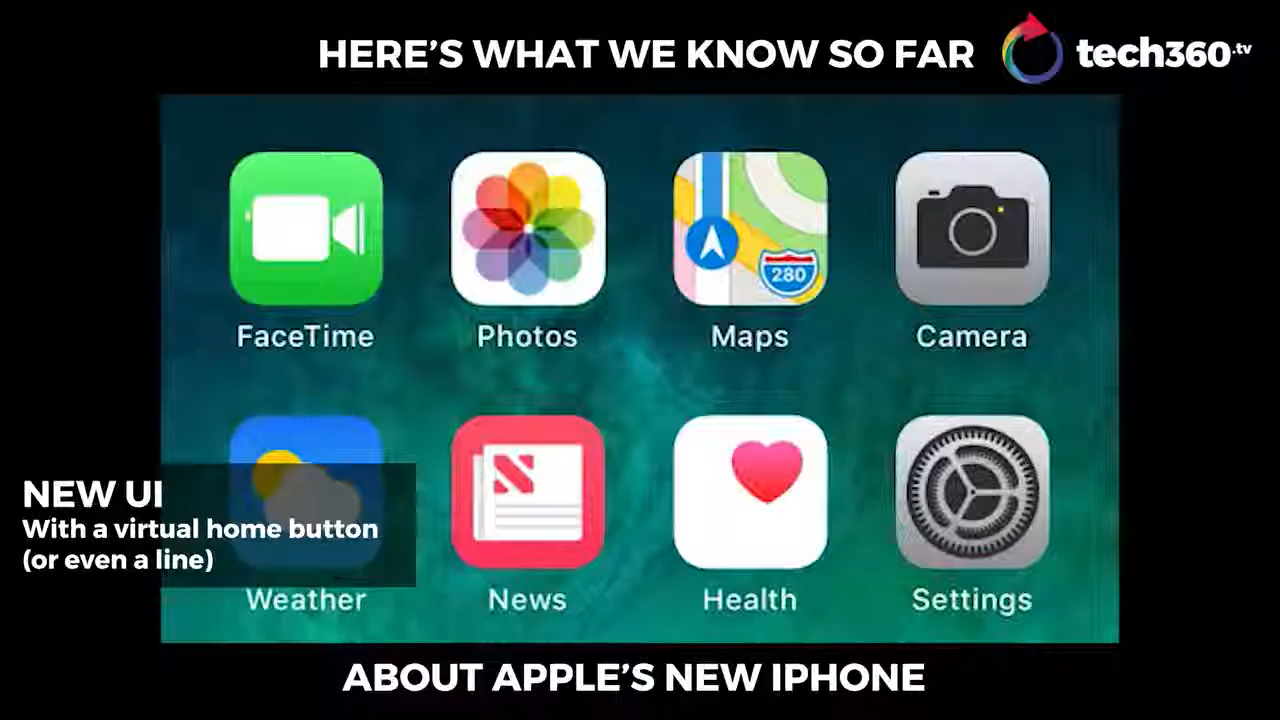 HERE'S WHAT WE KNOW SO FAR
tech360.tv
FaceTime
Photos
Maps
280
Camera
NEW UI
With a virtual home button
(or even a line)
Weather
News
Health
Settings
ABOUT APPLE'S NEW IPHONE